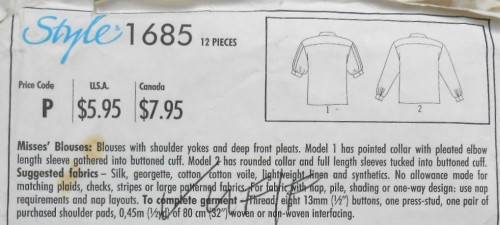 Style 1685 12 PIECES
Price Code U.S.A. Canada
P $5.95 $7.95
1 2
Misses' Blouses: Blouses with shoulder yokes and deep front pleats. Model 1 has pointed collar with pleated elbow
length sleeve gathered into buttoned cuff. Model 2 has rounded collar and full length sleeves tucked into buttoned cuff.
Suggested fabrics – Silk, georgette, cotton, cotton voile, lightweight linen and synthetics. No allowance made for
matching plaids, checks, stripes or large patterned fabrics. For fabric with nap, pile, shading or one-way design: use nap
requirements and nap layouts. To complete garment – Thread, eight 13mm (½") buttons, one press-stud, one pair of
purchased shoulder pads, 0,45m (½yd) of 80 cm (32") woven or non-woven interfacing.